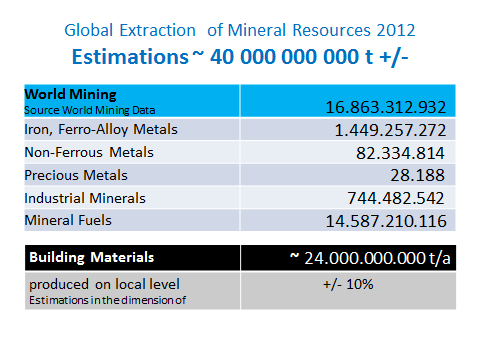 Global Extraction of Mineral Resources 2012
Estimations ~ 40 000 000 000 t +/-
World Mining
Source World Mining Data 16.863.312.932
Iron, Ferro-Alloy Metals 1.449.257.272
Non-Ferrous Metals 82.334.814
Precious Metals 28.188
Industrial Minerals 744.482.542
Mineral Fuels 14.587.210.116
Building Materials ~ 24.000.000.000 t/a
produced on local level +/- 10%
Estimations in the dimension of